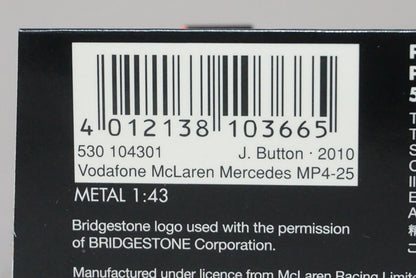 4 012138 103665
530 104301 J. Button · 2010
Vodafone McLaren Mercedes MP4-25
METAL 1:43
Bridgestone logo used with the permission
of BRIDGESTONE Corporation.
Manufactured under licence from McLaren Racing